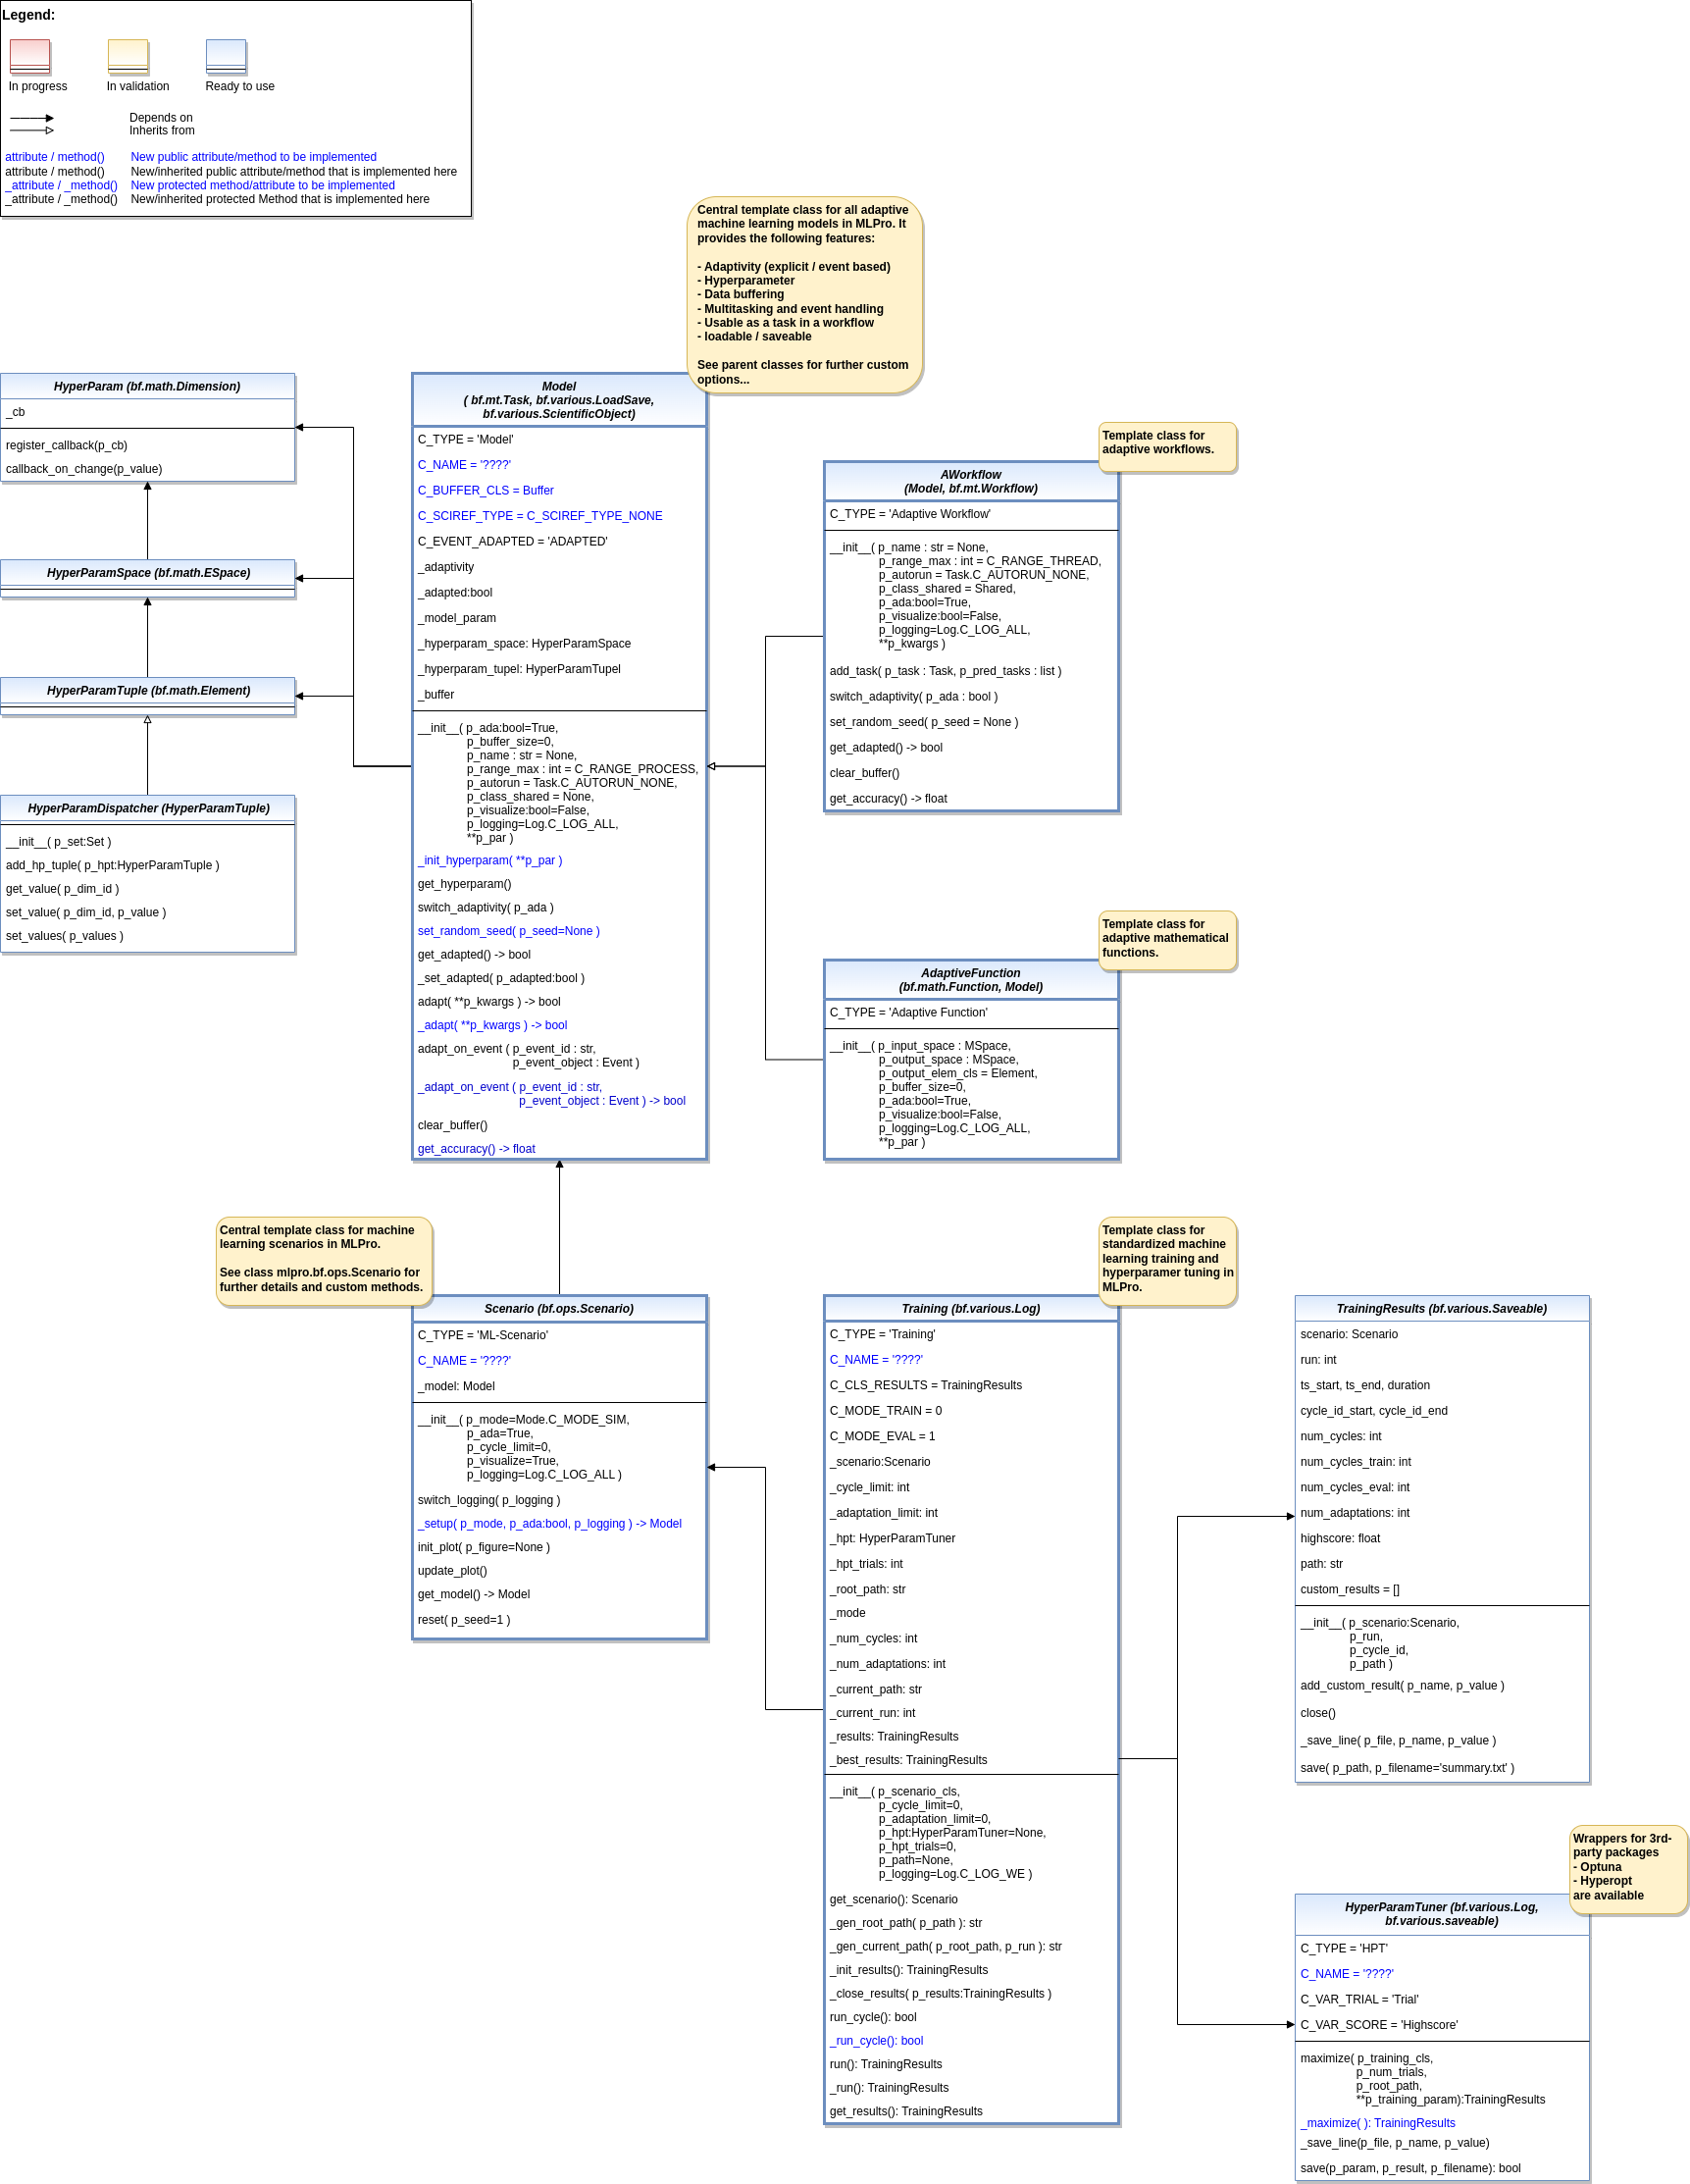 Legend:
In progress
In validation
Ready to use
Depends on
Inherits from
attribute / method() New public attribute/method to be implemented
attribute / method() New/inherited public attribute/method that is implemented here
_attribute / _method() New protected method/attribute to be implemented
_attribute / _method() New/inherited protected Method that is implemented here
Central template class for all adaptive
machine learning models in MLPro. It
provides the following features:
- Adaptivity (explicit / event based)
- Hyperparameter
- Data buffering
- Multitasking and event handling
- Usable as a task in a workflow
- loadable / saveable
See parent classes for further custom
options...
HyperParam (bf.math.Dimension)
_cb
register_callback(p_cb)
callback_on_change(p_value)
HyperParamSpace (bf.math.ESpace)
HyperParamTuple (bf.math.Element)
HyperParamDispatcher (HyperParamTuple)
__init__( p_set:Set )
add_hp_tuple( p_hpt:HyperParamTuple )
get_value( p_dim_id )
set_value( p_dim_id, p_value )
set_values( p_values )
Model
( bf.mt.Task, bf.various.LoadSave,
bf.various.ScientificObject)
C_TYPE = 'Model'
C_NAME = '????'
C_BUFFER_CLS = Buffer
C_SCIREF_TYPE = C_SCIREF_TYPE_NONE
C_EVENT_ADAPTED = 'ADAPTED'
_adaptivity
_adapted:bool
_model_param
_hyperparam_space: HyperParamSpace
_hyperparam_tupel: HyperParamTupel
_buffer
__init__( p_ada:bool=True,
p_buffer_size=0,
p_name : str = None,
p_range_max : int = C_RANGE_PROCESS,
p_autorun = Task.C_AUTORUN_NONE,
p_class_shared = None,
p_visualize:bool=False,
p_logging=Log.C_LOG_ALL,
**p_par )
_init_hyperparam( **p_par )
get_hyperparam()
switch_adaptivity( p_ada )
set_random_seed( p_seed=None )
get_adapted() -> bool
_set_adapted( p_adapted:bool )
adapt( **p_kwargs ) -> bool
_adapt( **p_kwargs ) -> bool
adapt_on_event ( p_event_id : str,
p_event_object : Event )
_adapt_on_event ( p_event_id : str,
p_event_object : Event ) -> bool
clear_buffer()
get_accuracy() -> float
Template class for
adaptive workflows.
AWorkflow
(Model, bf.mt.Workflow)
C_TYPE = 'Adaptive Workflow'
__init__( p_name : str = None,
p_range_max : int = C_RANGE_THREAD,
p_autorun = Task.C_AUTORUN_NONE,
p_class_shared = Shared,
p_ada:bool=True,
p_visualize:bool=False,
p_logging=Log.C_LOG_ALL,
**p_kwargs )
add_task( p_task : Task, p_pred_tasks : list )
switch_adaptivity( p_ada : bool )
set_random_seed( p_seed = None )
get_adapted() -> bool
clear_buffer()
get_accuracy() -> float
Template class for
adaptive mathematical
functions.
AdaptiveFunction
(bf.math.Function, Model)
C_TYPE = 'Adaptive Function'
__init__( p_input_space : MSpace,
p_output_space : MSpace,
p_output_elem_cls = Element,
p_buffer_size=0,
p_ada:bool=True,
p_visualize:bool=False,
p_logging=Log.C_LOG_ALL,
**p_par )
Central template class for machine
learning scenarios in MLPro.
See class mlpro.bf.ops.Scenario for
further details and custom methods.
Scenario (bf.ops.Scenario)
C_TYPE = 'ML-Scenario'
C_NAME = '????'
_model: Model
__init__( p_mode=Mode.C_MODE_SIM,
p_ada=True,
p_cycle_limit=0,
p_visualize=True,
p_logging=Log.C_LOG_ALL )
switch_logging( p_logging )
_setup( p_mode, p_ada:bool, p_logging ) -> Model
init_plot( p_figure=None )
update_plot()
get_model() -> Model
reset( p_seed=1 )
Template class for
standardized machine
learning training and
hyperparamer tuning in
MLPro.
Training (bf.various.Log)
C_TYPE = 'Training'
C_NAME = '????'
C_CLS_RESULTS = TrainingResults
C_MODE_TRAIN = 0
C_MODE_EVAL = 1
_scenario:Scenario
_cycle_limit: int
_adaptation_limit: int
_hpt: HyperParamTuner
_hpt_trials: int
_root_path: str
_mode
_num_cycles: int
_num_adaptations: int
_current_path: str
_current_run: int
_results: TrainingResults
_best_results: TrainingResults
__init__( p_scenario_cls,
p_cycle_limit=0,
p_adaptation_limit=0,
p_hpt:HyperParamTuner=None,
p_hpt_trials=0,
p_path=None,
p_logging=Log.C_LOG_WE )
get_scenario(): Scenario
_gen_root_path( p_path ): str
_gen_current_path( p_root_path, p_run ): str
_init_results(): TrainingResults
_close_results( p_results:TrainingResults )
run_cycle(): bool
_run_cycle(): bool
run(): TrainingResults
_run(): TrainingResults
get_results(): TrainingResults
TrainingResults (bf.various.Saveable)
scenario: Scenario
run: int
ts_start, ts_end, duration
cycle_id_start, cycle_id_end
num_cycles: int
num_cycles_train: int
num_cycles_eval: int
num_adaptations: int
highscore: float
path: str
custom_results = []
__init__( p_scenario:Scenario,
p_run,
p_cycle_id,
p_path )
add_custom_result( p_name, p_value )
close()
_save_line( p_file, p_name, p_value )
save( p_path, p_filename='summary.txt' )
Wrappers for 3rd-
party packages
- Optuna
- Hyperopt
are available
HyperParamTuner (bf.various.Log,
bf.various.saveable)
C_TYPE = 'HPT'
C_NAME = '????'
C_VAR_TRIAL = 'Trial'
C_VAR_SCORE = 'Highscore'
maximize( p_training_cls,
p_num_trials,
p_root_path,
**p_training_param):TrainingResults
_maximize( ): TrainingResults
_save_line(p_file, p_name, p_value)
save(p_param, p_result, p_filename): bool